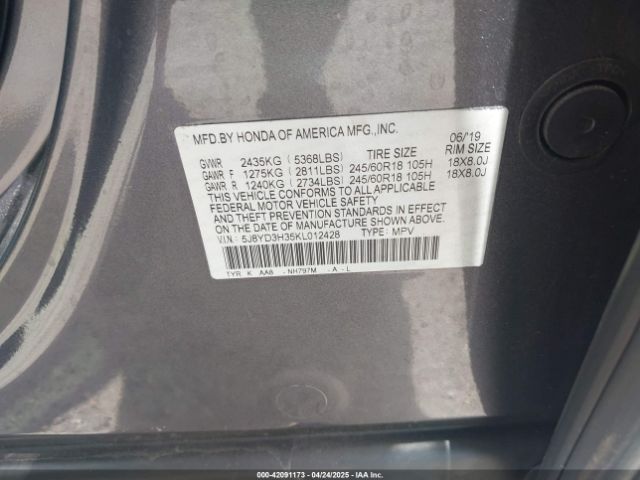 MFD.BY HONDA OF AMERICA MFG.,INC. 06/'19
GVWR 2435KG (5368LBS) TIRE SIZE RIM SIZE
GAWR F 1275KG (2811LBS) 245/60R18 105H 18X8.0J
GAWR R 1240KG (2734LBS) 245/60R18 105H 18X8.0J
THIS VEHICLE CONFORMS TO ALL APPLICABLE
FEDERAL MOTOR VEHICLE SAFETY
AND THEFT PREVENTION STANDARDS IN EFFECT
ON THE DATE OF MANUFACTURE SHOWN ABOVE.
V.I.N: 5J8YD3H35KL012428 TYPE: MPV
TYR K AA8 - NH797M - A - L
000-42091173 - 04/24/2025 - IAA Inc.